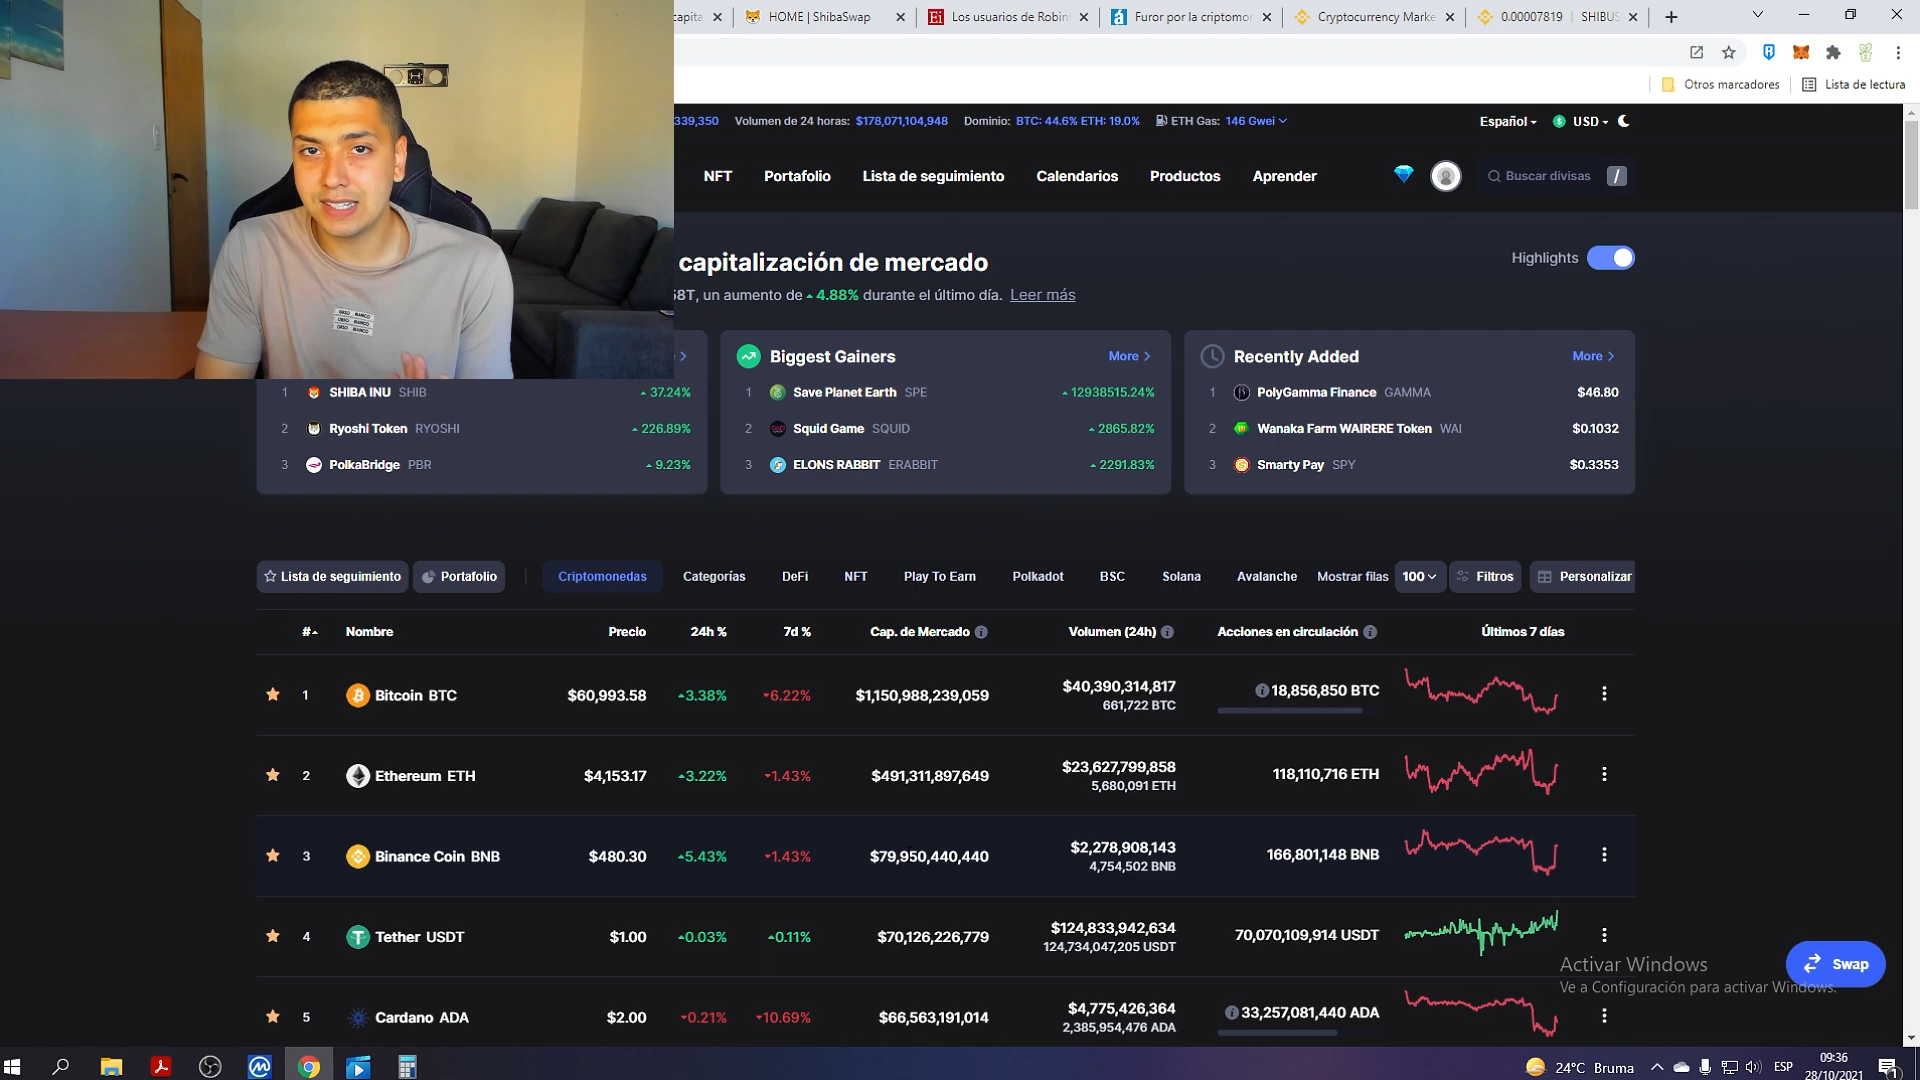 capita
HOME | ShibaSwap
Los usuarios de Robin
Furor por la criptomor
Cryptocurrency Marke
0.00007819 | SHIBUS
Otros marcadores
Lista de lectura
339,350 Volumen de 24 horas: $178,071,104,948 Dominio: BTC: 44.6% ETH: 19.0% ETH Gas: 146 Gwei
Español USD
NFT Portafolio Lista de seguimiento Calendarios Productos Aprender Buscar divisas /
capitalización de mercado
Highlights
58T, un aumento de 4.88% durante el último día. Leer más
1 SHIBA INU SHIB 37.24%
2 Ryoshi Token RYOSHI 226.89%
3 PolkaBridge PBR 9.23%
Biggest Gainers More
1 Save Planet Earth SPE 12938515.24%
2 Squid Game SQUID 2865.82%
3 ELONS RABBIT ERABBIT 2291.83%
Recently Added More
1 PolyGamma Finance GAMMA $46.80
2 Wanaka Farm WAIRERE Token WAI $0.1032
3 Smarty Pay SPY $0.3353
Lista de seguimiento Portafolio Criptomonedas Categorías DeFi NFT Play To Earn Polkadot BSC Solana Avalanche Mostrar filas 100 Filtros Personalizar
# Nombre Precio 24h % 7d % Cap. de Mercado Volumen (24h) Acciones en circulación Últimos 7 días
1 Bitcoin BTC $60,993.58 3.38% 6.22% $1,150,988,239,059 $40,390,314,817 18,856,850 BTC
661,722 BTC
2 Ethereum ETH $4,153.17 3.22% 1.43% $491,311,897,649 $23,627,799,858 118,110,716 ETH
5,680,091 ETH
3 Binance Coin BNB $480.30 5.43% 1.43% $79,950,440,440 $2,278,908,143 166,801,148 BNB
4,754,502 BNB
4 Tether USDT $1.00 0.03% 0.11% $70,126,226,779 $124,833,942,634 70,070,109,914 USDT
124,734,047,205 USDT
5 Cardano ADA $2.00 0.21% 10.69% $66,563,191,014 $4,775,426,364 33,257,081,440 ADA
2,385,954,476 ADA
Activar Windows
Ve a Configuración para activar Windows.
Swap
24°C Bruma
ESP
09:36
28/10/2021
1